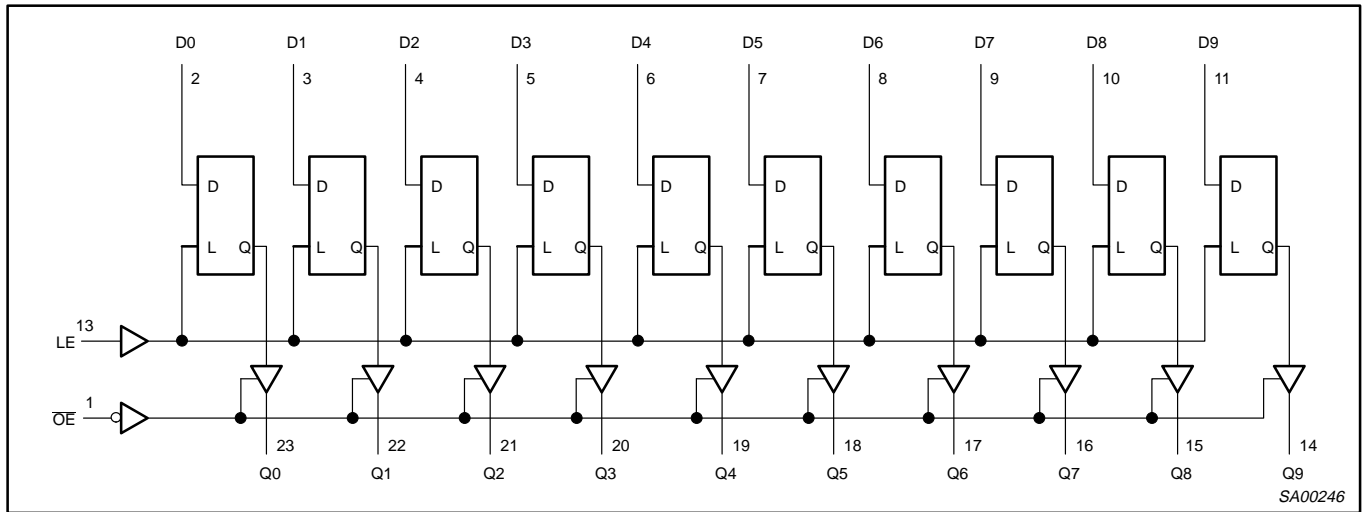 D0 D1 D2 D3 D4 D5 D6 D7 D8 D9
2 3 4 5 6 7 8 9 10 11
D D D D D D D D D D
L Q L Q L Q L Q L Q L Q L Q L Q L Q L Q
13
LE
1
OE
23 22 21 20 19 18 17 16 15 14
Q0 Q1 Q2 Q3 Q4 Q5 Q6 Q7 Q8 Q9
SA00246